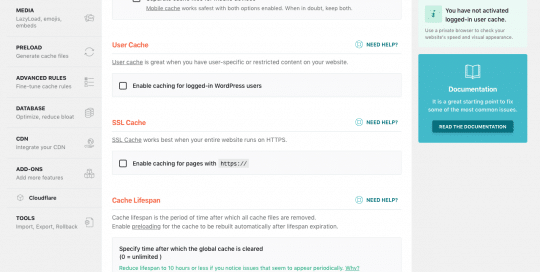 MEDIA
LazyLoad, emojis,
embeds
PRELOAD
Generate cache files
ADVANCED RULES
Fine-tune cache rules
DATABASE
Optimize, reduce bloat
CDN
Integrate your CDN
ADD-ONS
Add more features
Cloudflare
TOOLS
Import, Export, Rollback
Mobile cache works safest with both options enabled. When in doubt, keep both.
User Cache
NEED HELP?
User cache is great when you have user-specific or restricted content on your website.
Enable caching for logged-in WordPress users
SSL Cache
NEED HELP?
SSL Cache works best when your entire website runs on HTTPS.
Enable caching for pages with https://
Cache Lifespan
NEED HELP?
Cache lifespan is the period of time after which all cache files are removed.
Enable preloading for the cache to be rebuilt automatically after lifespan expiration.
Specify time after which the global cache is cleared
(0 = unlimited )
Reduce lifespan to 10 hours or less if you notice issues that seem to appear periodically. Why?
You have not activated
logged-in user cache.
Use a private browser to check your
website's speed and visual appearance.
Documentation
It is a great starting point to fix
some of the most common issues.
READ THE DOCUMENTATION